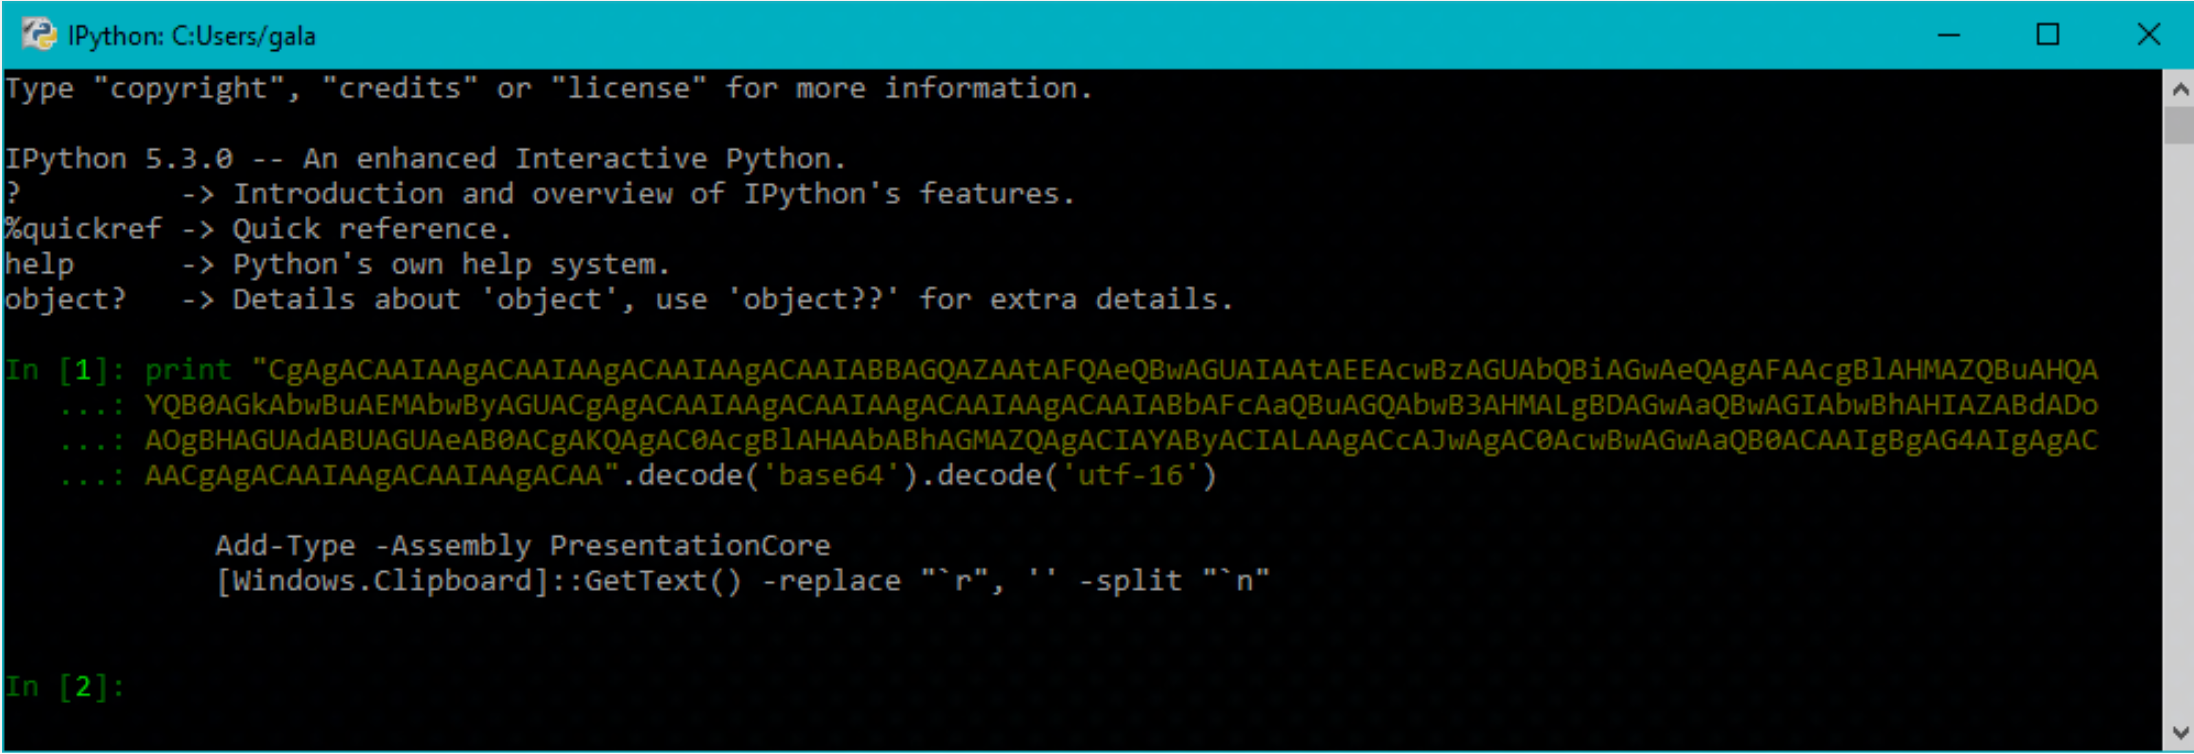 IPython: C:Users/gala
Type "copyright", "credits" or "license" for more information.
IPython 5.3.0 -- An enhanced Interactive Python.
?         -> Introduction and overview of IPython's features.
%quickref -> Quick reference.
help      -> Python's own help system.
object?   -> Details about 'object', use 'object??' for extra details.
In [1]: print "CgAgACAAIAAgACAAIAAgACAAIAAgACAAIABBAGQAZAAtAFQAeQBwAGUAIAAtAEEAcwBzAGUAbQBiAGwAeQAgAFAAcgBlAHMAZQBuAHQA
   ...: YQB0AGkAbwBuAEMAbwByAGUACgAgACAAIAAgACAAIAAgACAAIAAgACAAIABbAFcAaQBuAGQAbwB3AHMALgBDAGwAaQBwAGIAbwBhAHIAZABdADo
   ...: AOgBHAGUAdABUAGUAeAB0ACgAKQAgAC0AcgBlAHAAbABhAGMAZQAgACIAYAByACIALAAgACcAJwAgAC0AcwBwAGwAaQB0ACAAIgBgAG4AIgAgAC
   ...: AACgAgACAAIAAgACAAIAAgACAA".decode('base64').decode('utf-16')
            Add-Type -Assembly PresentationCore
            [Windows.Clipboard]::GetText() -replace "`r", '' -split "`n"
In [2]: